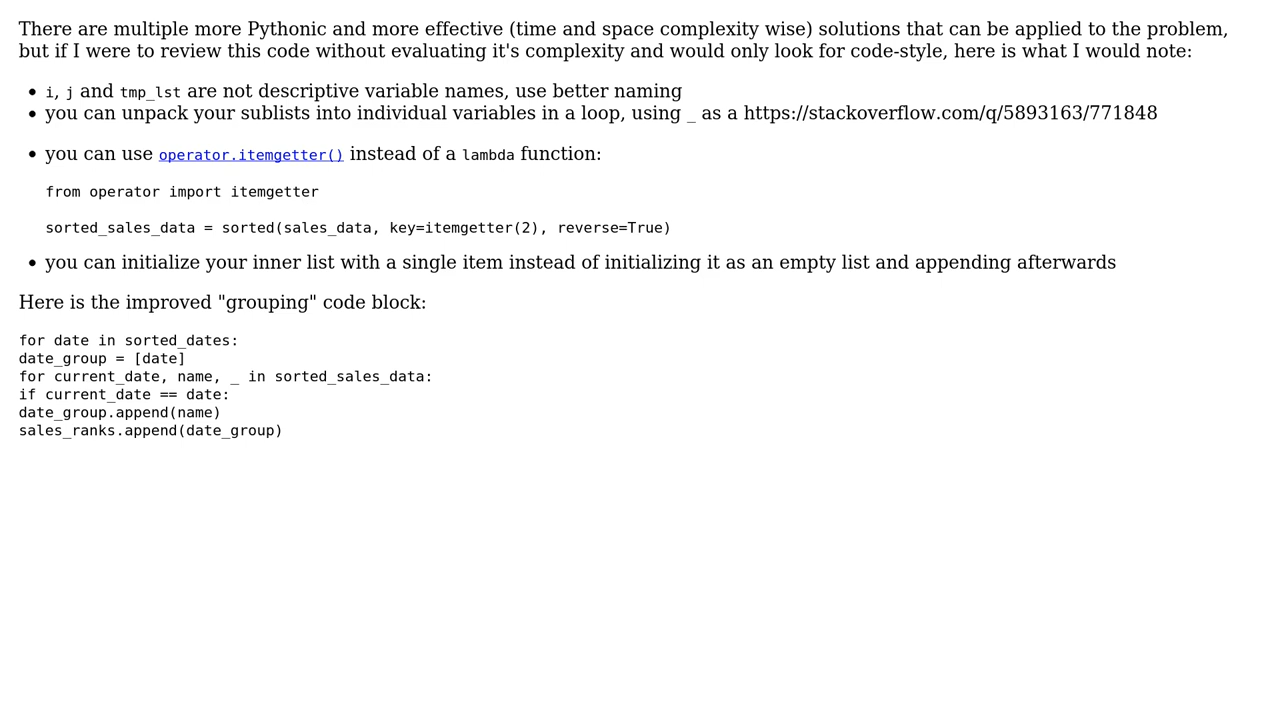 There are multiple more Pythonic and more effective (time and space complexity wise) solutions that can be applied to the problem,
but if I were to review this code without evaluating it's complexity and would only look for code-style, here is what I would note:
• i, j and tmp_lst are not descriptive variable names, use better naming
• you can unpack your sublists into individual variables in a loop, using _ as a https://stackoverflow.com/q/5893163/771848
• you can use operator.itemgetter() instead of a lambda function:
from operator import itemgetter
sorted_sales_data = sorted(sales_data, key=itemgetter(2), reverse=True)
• you can initialize your inner list with a single item instead of initializing it as an empty list and appending afterwards
Here is the improved "grouping" code block:
for date in sorted_dates:
date_group = [date]
for current_date, name, _ in sorted_sales_data:
if current_date == date:
date_group.append(name)
sales_ranks.append(date_group)